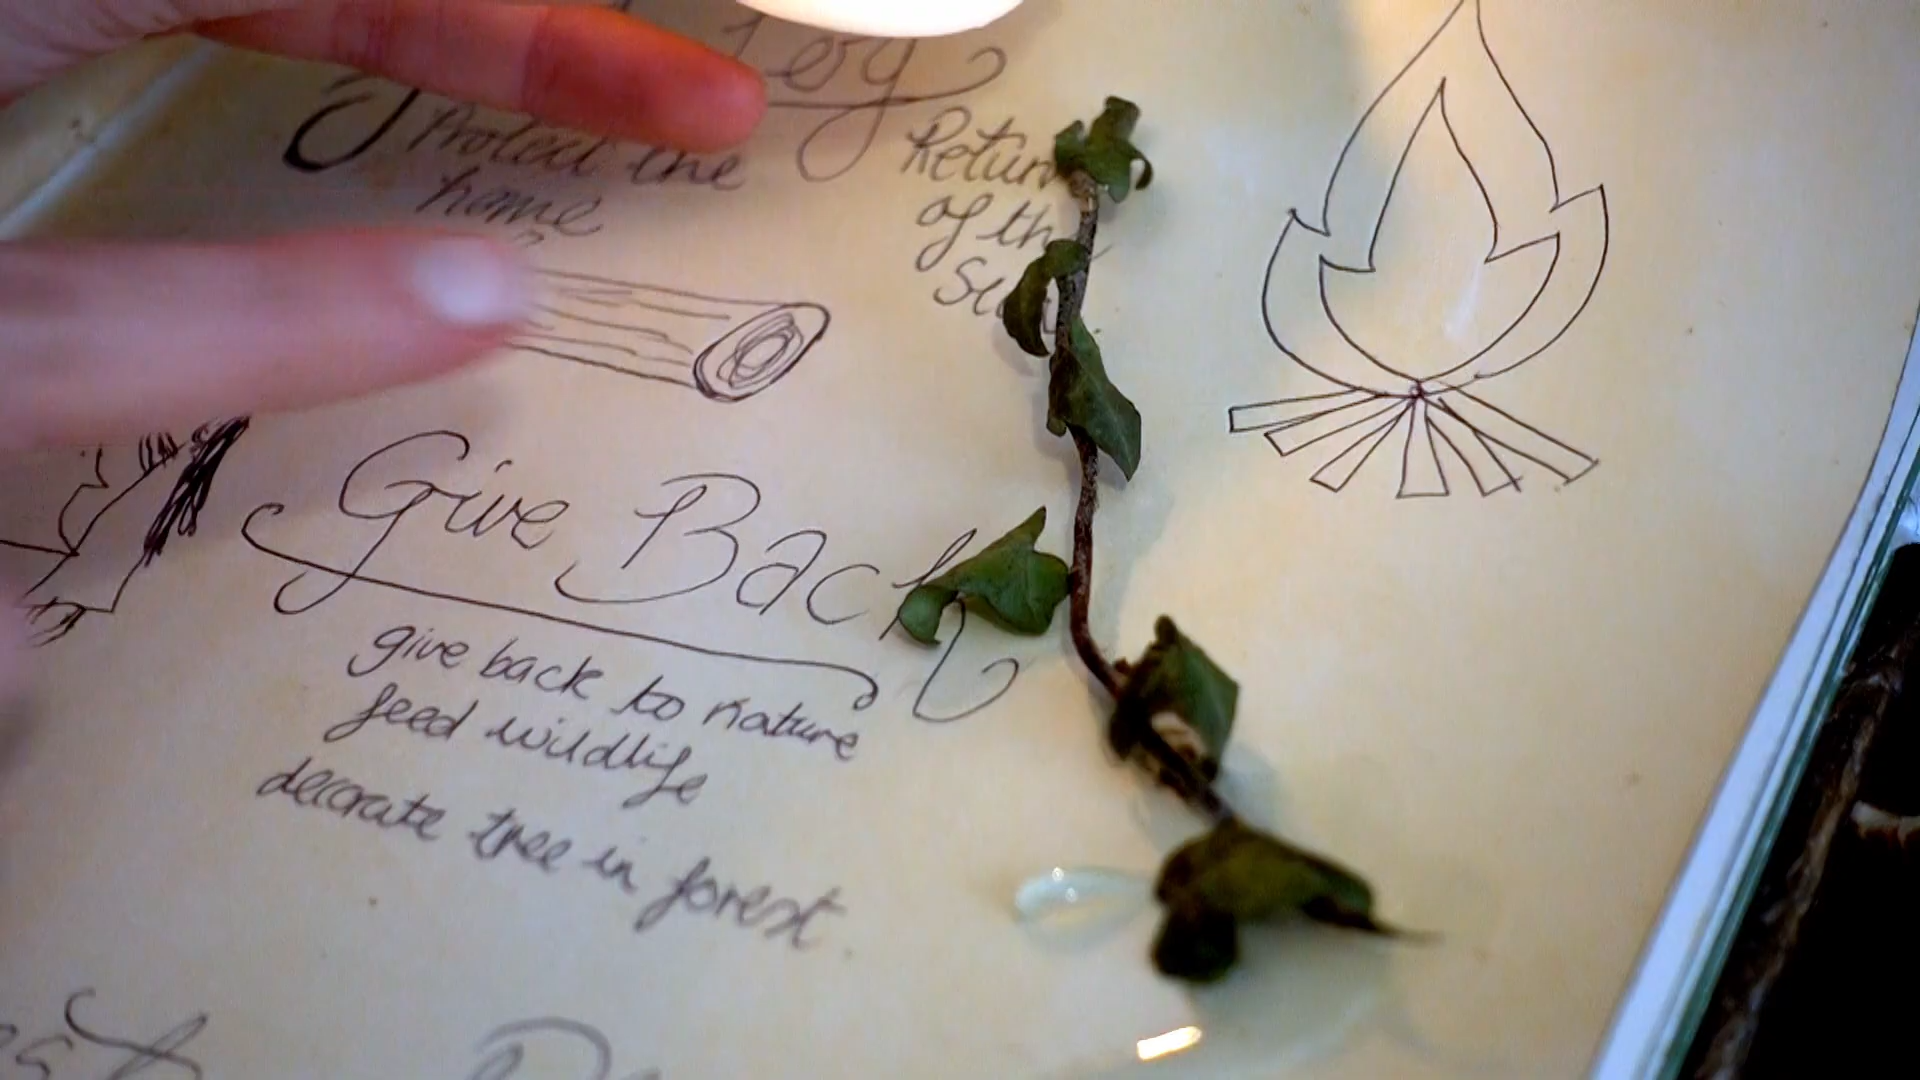 Log
Protect the
home
Return
of the
Give Back
give back to nature
feed wildlife
decorate tree in forest.